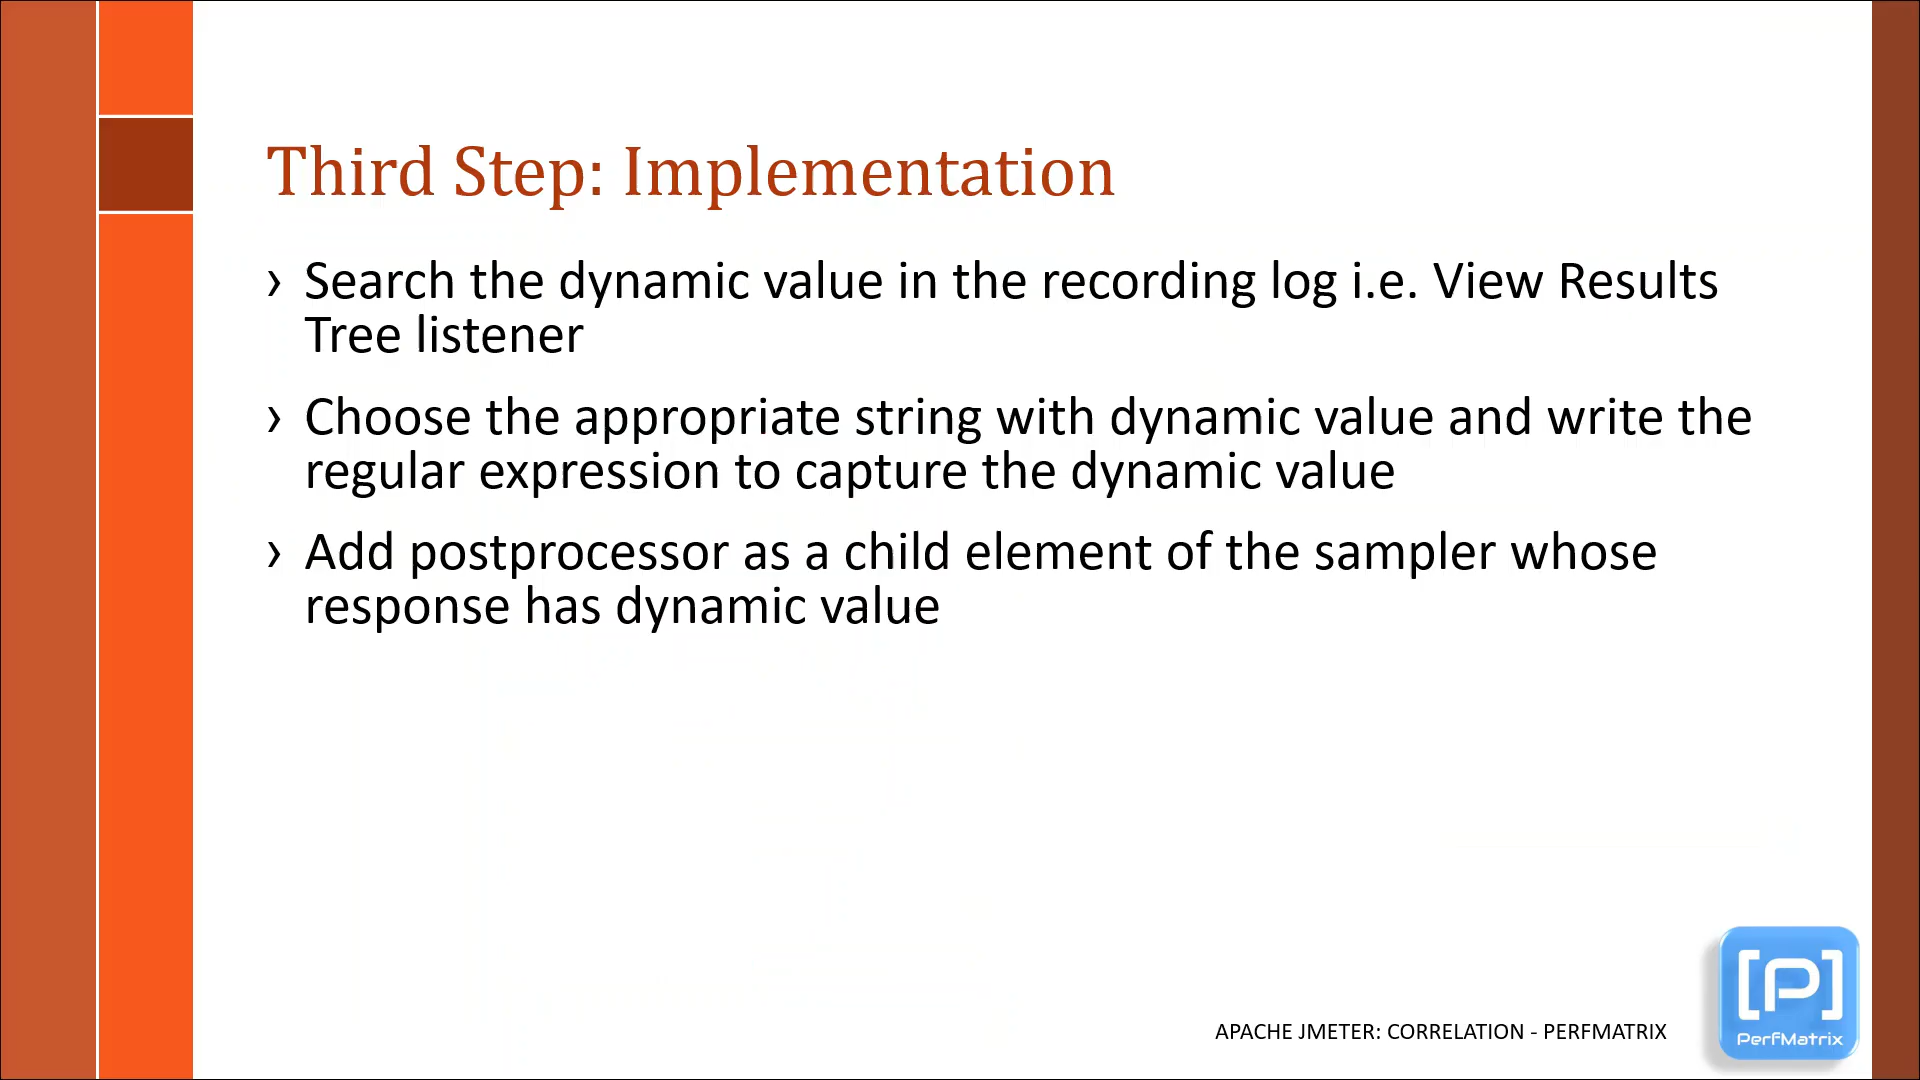 Third Step: Implementation
› Search the dynamic value in the recording log i.e. View Results
Tree listener
› Choose the appropriate string with dynamic value and write the
regular expression to capture the dynamic value
› Add postprocessor as a child element of the sampler whose
response has dynamic value
APACHE JMETER: CORRELATION - PERFMATRIX
[P]
PerfMatrix